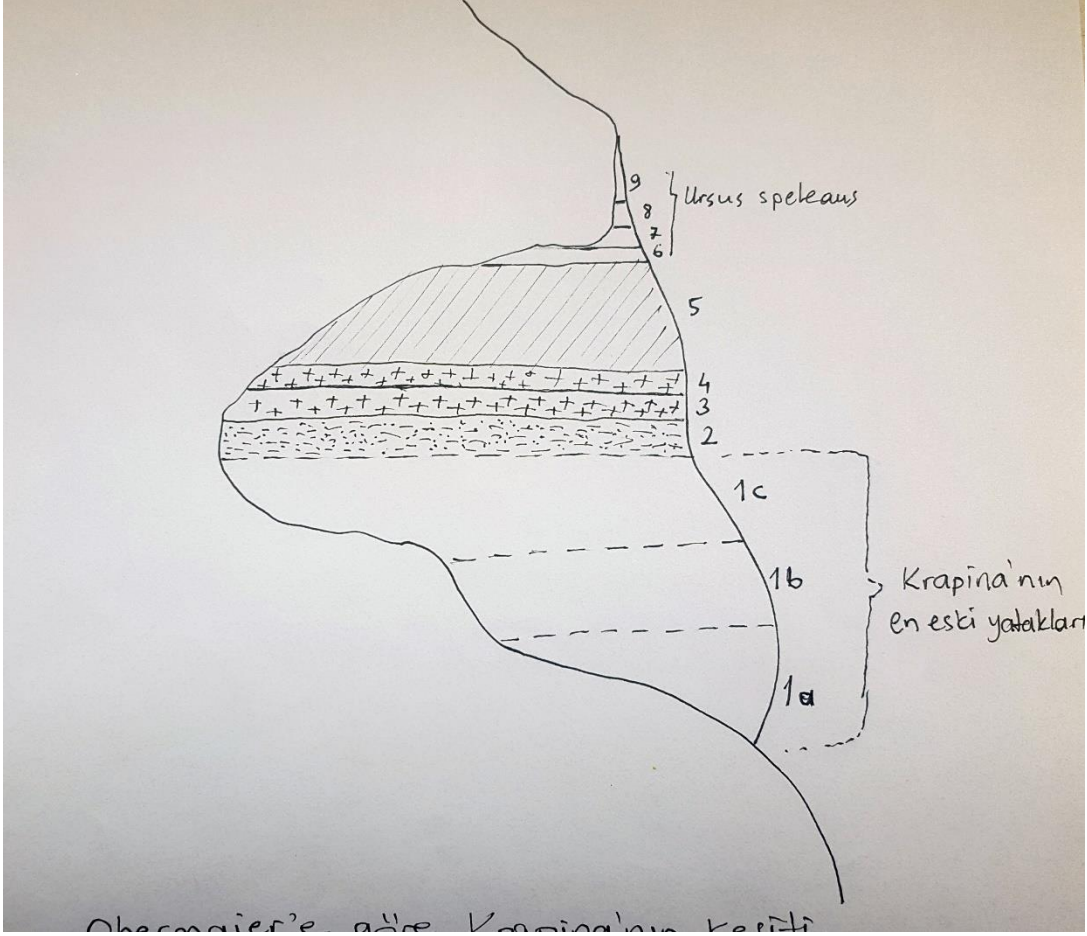 9
8
Ursus speleaus
7
6
5
4
3
2
1c
1b
Krapina'nın
en eski yatakları
1a
Obermaier'e göre Krapina'nın kesiti